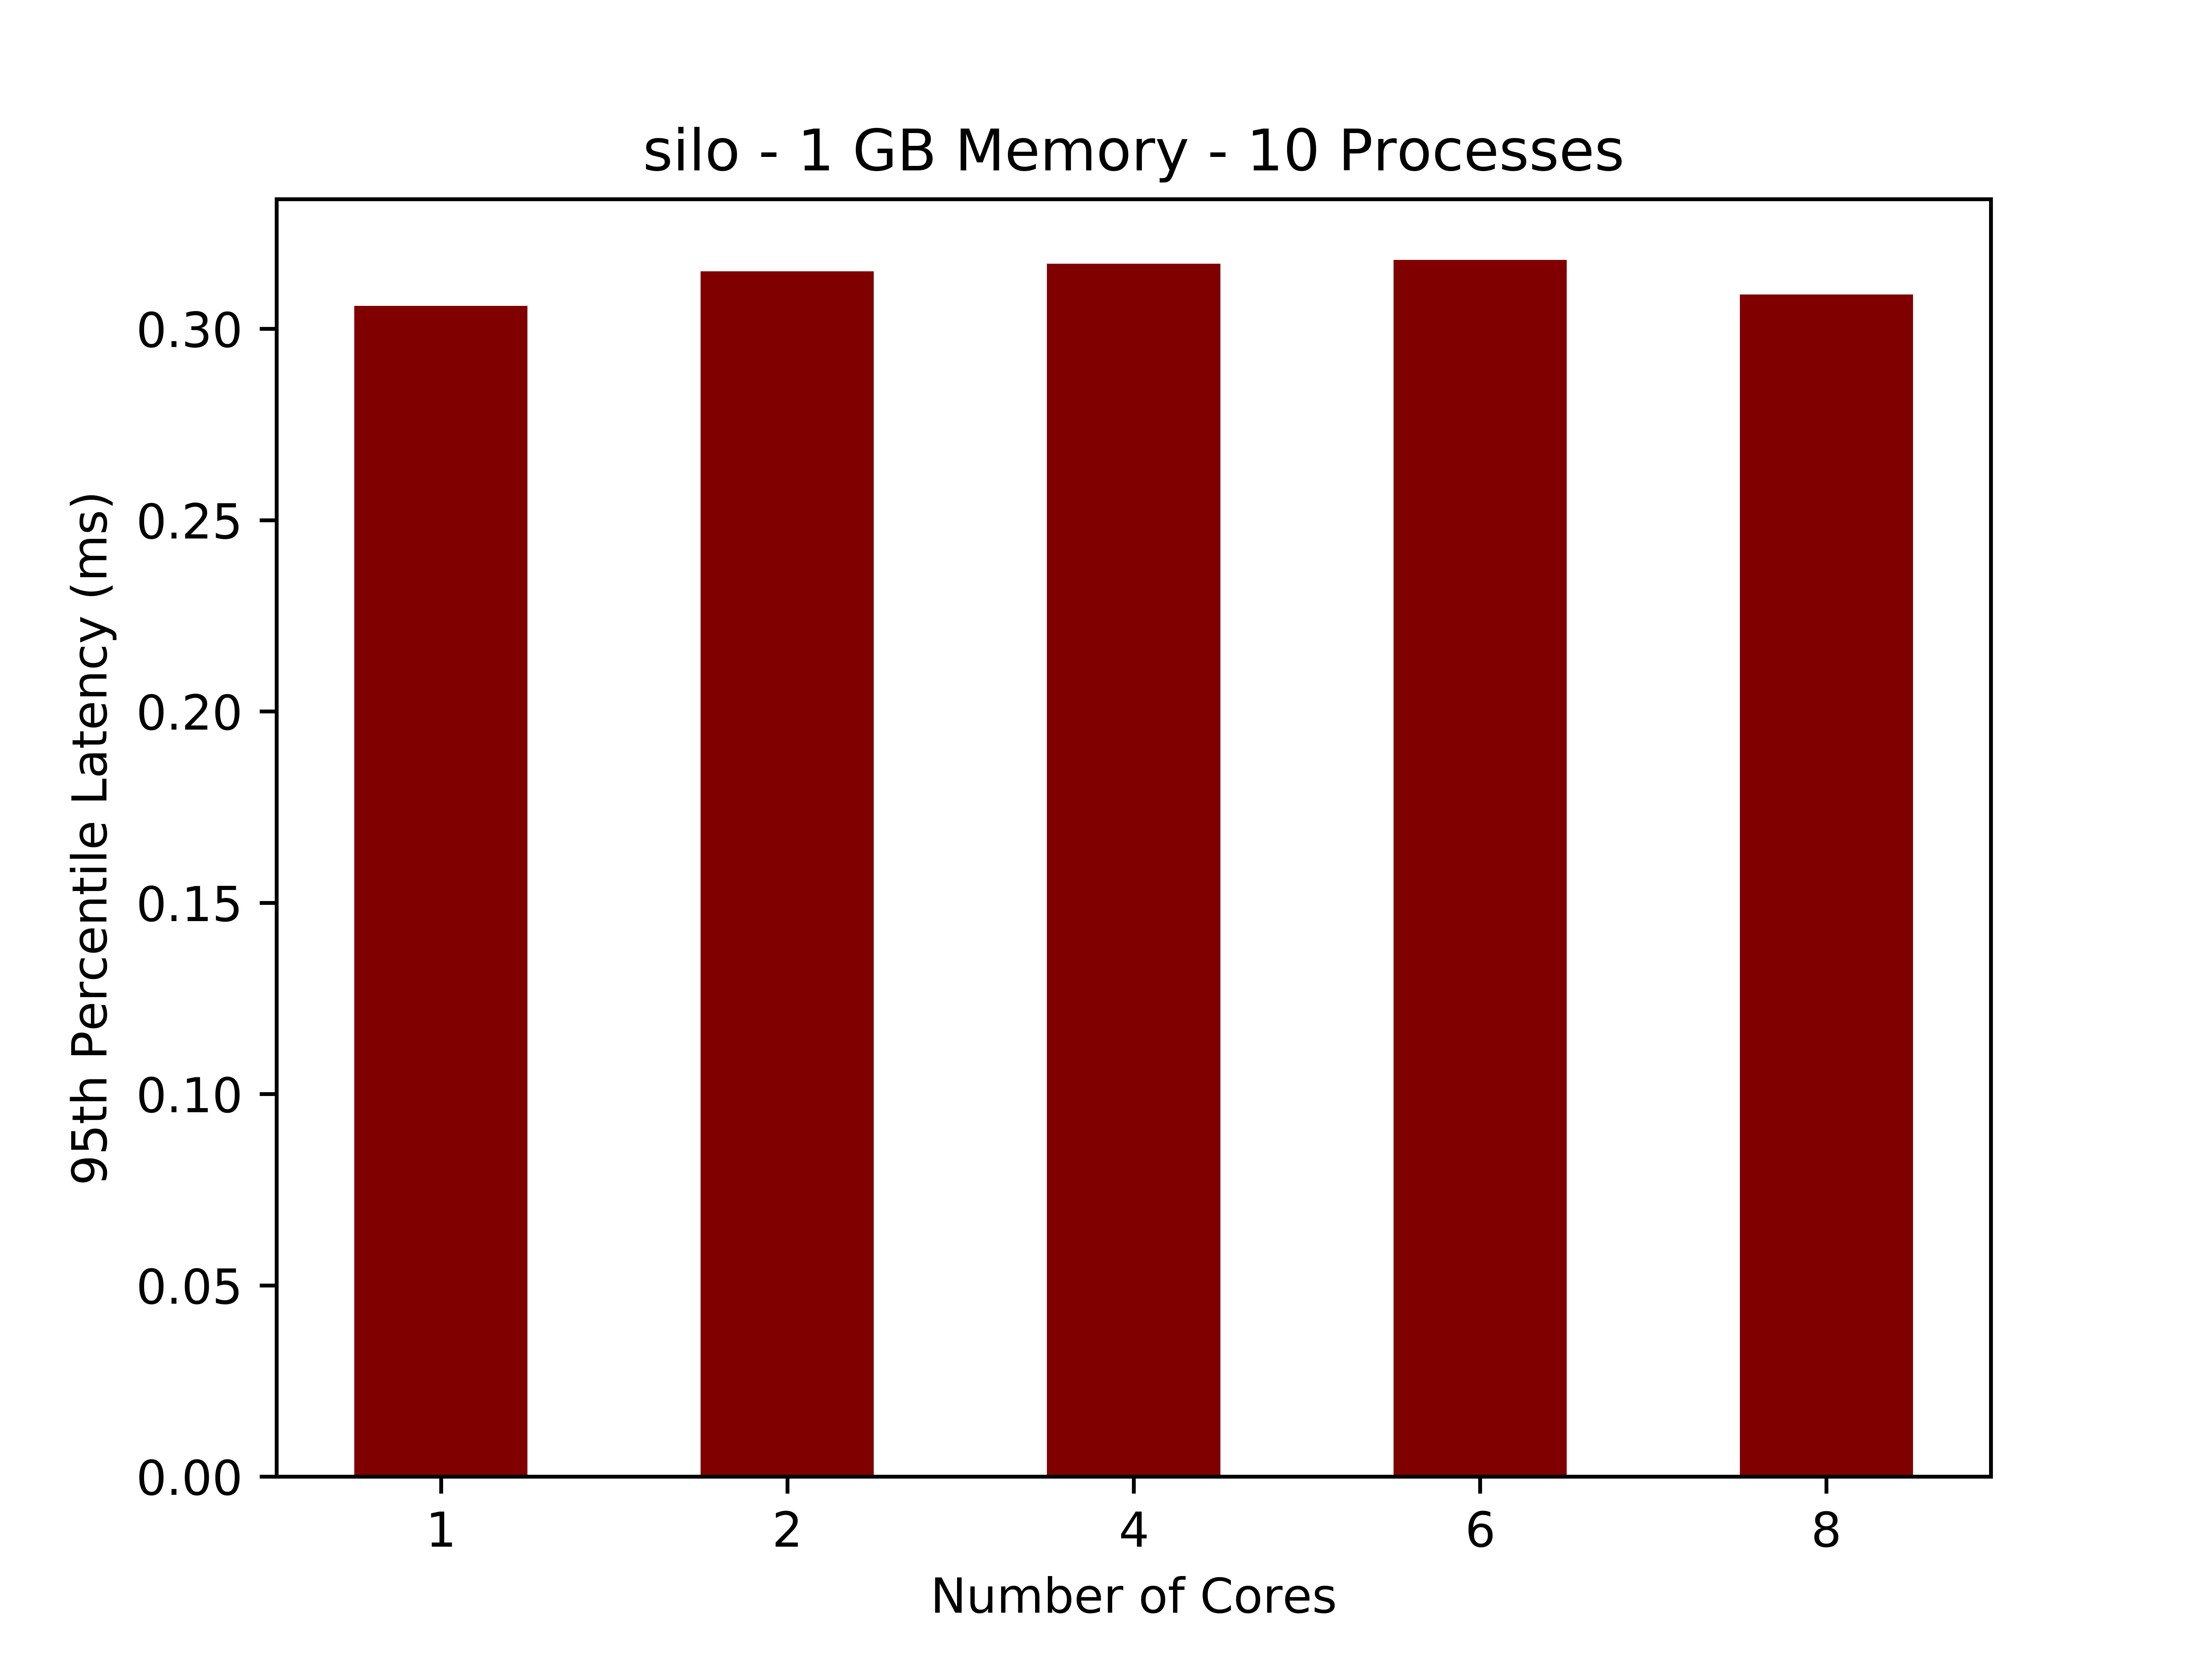 silo - 1 GB Memory - 10 Processes
95th Percentile Latency (ms)
0.30
0.25
0.20
0.15
0.10
0.05
0.00
1 2 4 6 8
Number of Cores